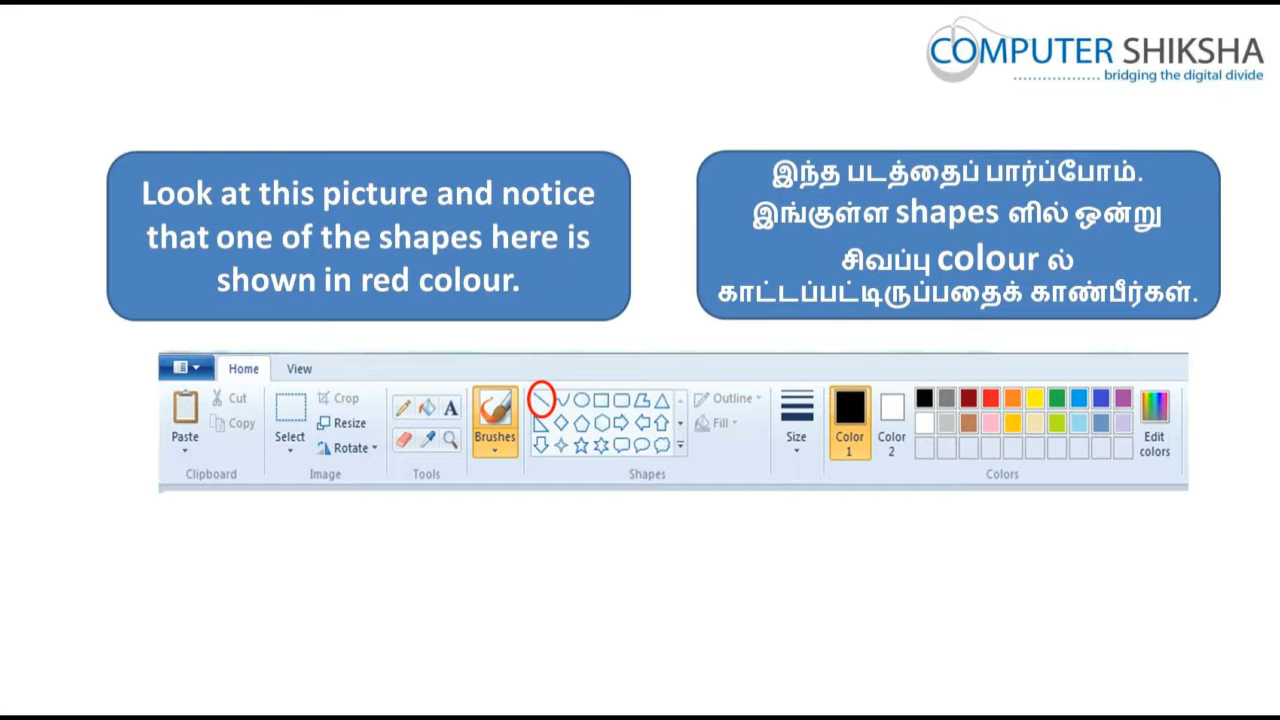 COMPUTER SHIKSHA
bridging the digital divide
Look at this picture and notice
that one of the shapes here is
shown in red colour.
இந்த படத்தைப் பார்ப்போம்.
இங்குள்ள shapes ளில் ஒன்று
சிவப்பு colour ல்
காட்டப்பட்டிருப்பதைக் காண்பீர்கள்.
Home View
Paste
Cut
Copy
Clipboard
Select
Crop
Resize
Rotate
Image
A
Tools
Brushes
Outline
Fill
Shapes
Size
Color
1
Color
2
Edit
colors
Colors